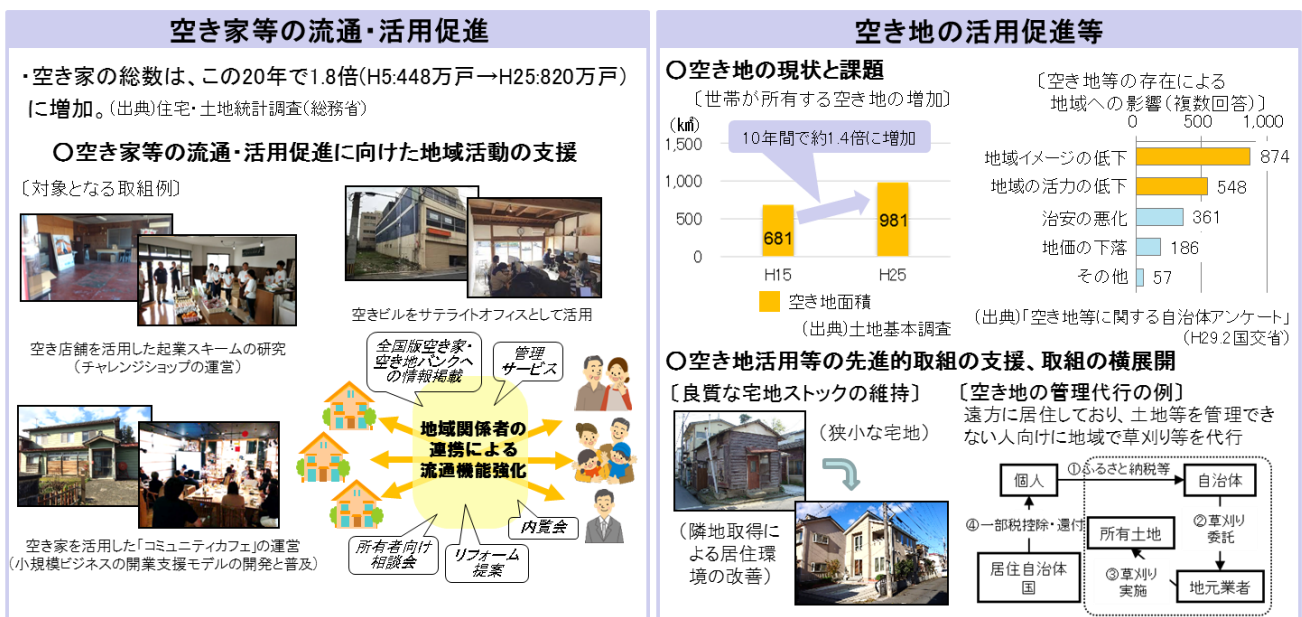 空き家等の流通・活用促進
・空き家の総数は、この20年で1.8倍(H5:448万戸→H25:820万戸)
に増加。(出典)住宅・土地統計調査(総務省)
○空き家等の流通・活用促進に向けた地域活動の支援
〔対象となる取組例〕
空き店舗を活用した起業スキームの研究
(チャレンジショップの運営)
空きビルをサテライトオフィスとして活用
空き家を活用した「コミュニティカフェ」の運営
(小規模ビジネスの開業支援モデルの開発と普及)
全国版空き家・
空き地バンクへ
の情報掲載
管理
サービス
地域関係者の
連携による
流通機能強化
所有者向け
相談会
リフォーム
提案
内覧会
空き地の活用促進等
○空き地の現状と課題
〔世帯が所有する空き地の増加〕
(㎢)
1,500
1,000
500
0
10年間で約1.4倍に増加
681
981
H15
H25
空き地面積
(出典)土地基本調査
〔空き地等の存在による
地域への影響(複数回答)〕
0
500
1,000
地域イメージの低下
874
地域の活力の低下
548
治安の悪化
361
地価の下落
186
その他
57
(出典)「空き地等に関する自治体アンケート」
(H29.2国交省)
○空き地活用等の先進的取組の支援、取組の横展開
〔良質な宅地ストックの維持〕
(狭小な宅地)
(隣地取得に
よる居住環
境の改善)
〔空き地の管理代行の例〕
遠方に居住しており、土地等を管理でき
ない人向けに地域で草刈り等を代行
個人
①ふるさと納税等
自治体
④一部税控除・還付
所有土地
②草刈り
委託
居住自治体
国
③草刈り
実施
地元業者